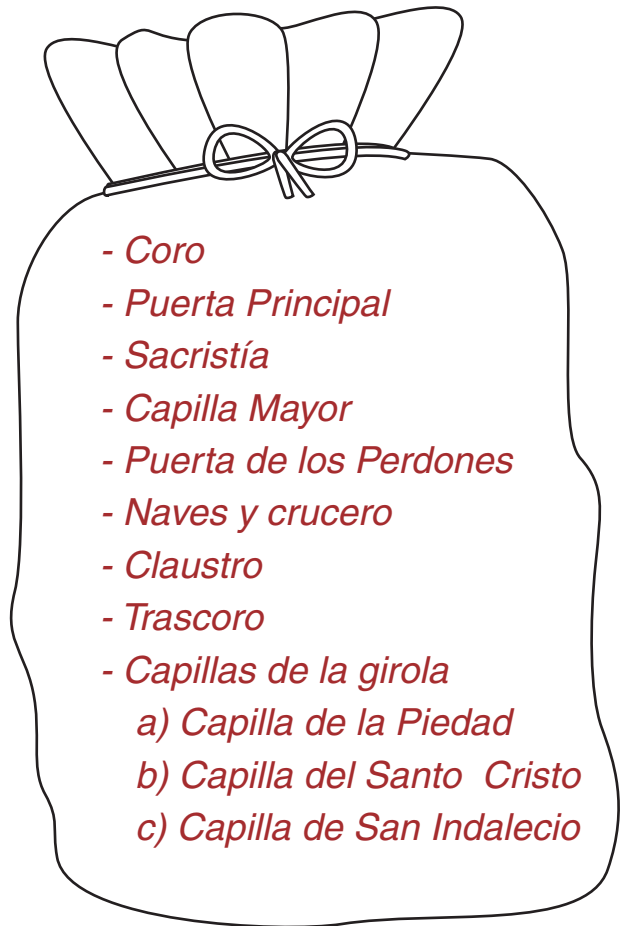 - Coro
- Puerta Principal
- Sacristía
- Capilla Mayor
- Puerta de los Perdones
- Naves y crucero
- Claustro
- Trascoro
- Capillas de la girola
a) Capilla de la Piedad
b) Capilla del Santo Cristo
c) Capilla de San Indalecio